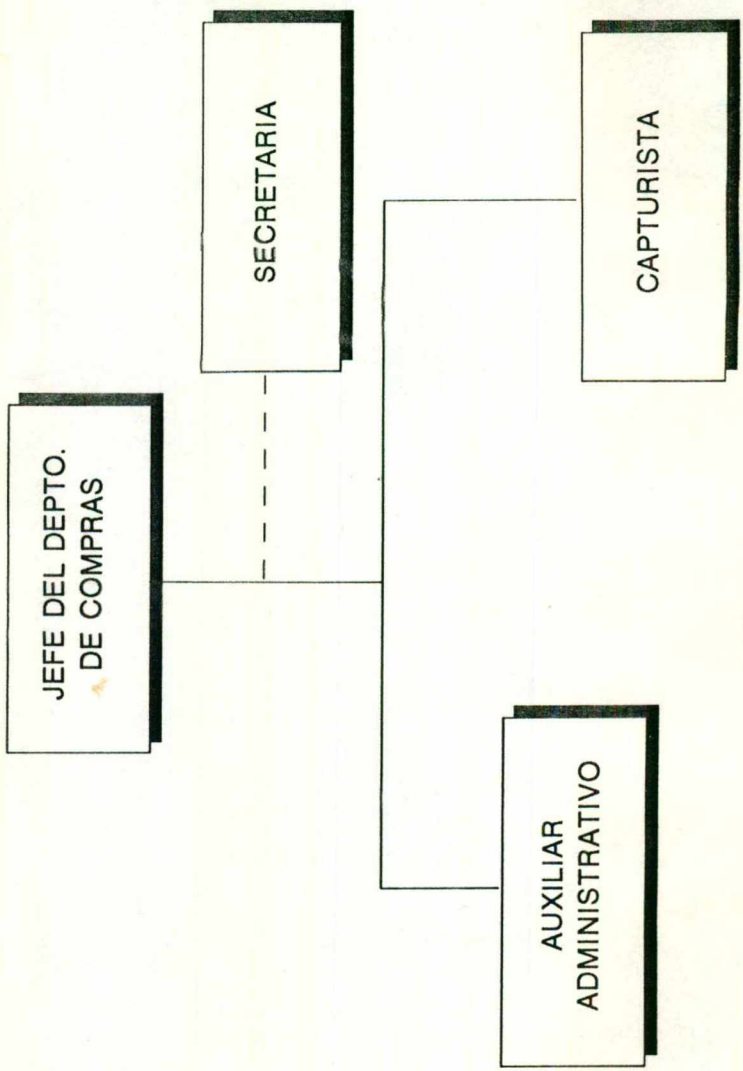 JEFE DEL DEPTO.
DE COMPRAS
SECRETARIA
AUXILIAR
ADMINISTRATIVO
CAPTURISTA